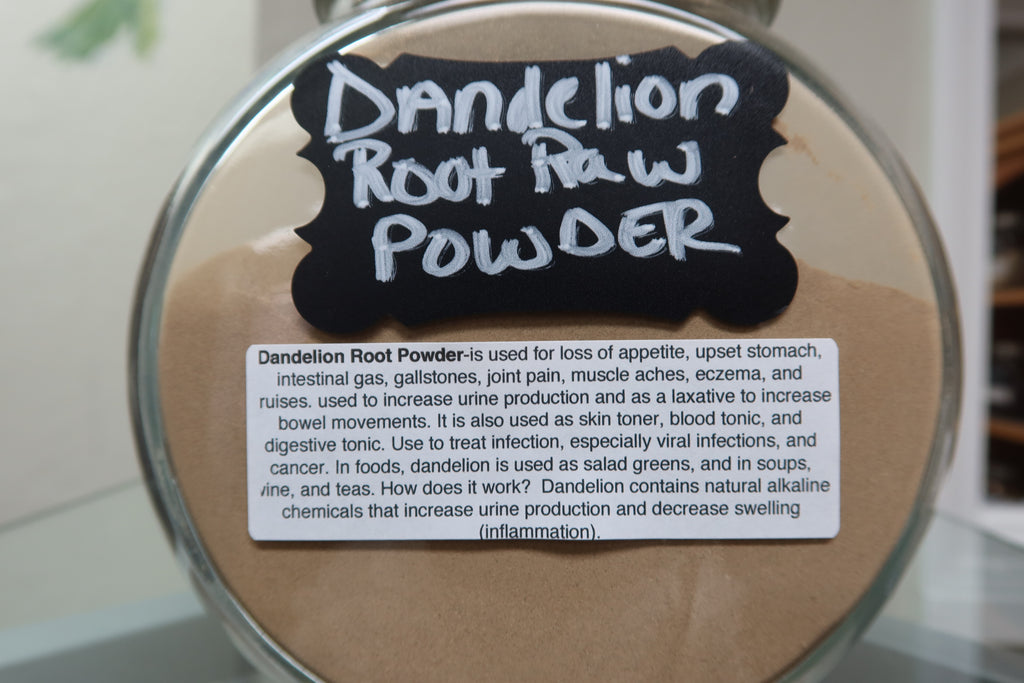 Dandelion
Root Raw
POWDER
Dandelion Root Powder-is used for loss of appetite, upset stomach,
intestinal gas, gallstones, joint pain, muscle aches, eczema, and
ruises. used to increase urine production and as a laxative to increase
bowel movements. It is also used as skin toner, blood tonic, and
digestive tonic. Use to treat infection, especially viral infections, and
cancer. In foods, dandelion is used as salad greens, and in soups,
vine, and teas. How does it work? Dandelion contains natural alkaline
chemicals that increase urine production and decrease swelling
(inflammation).